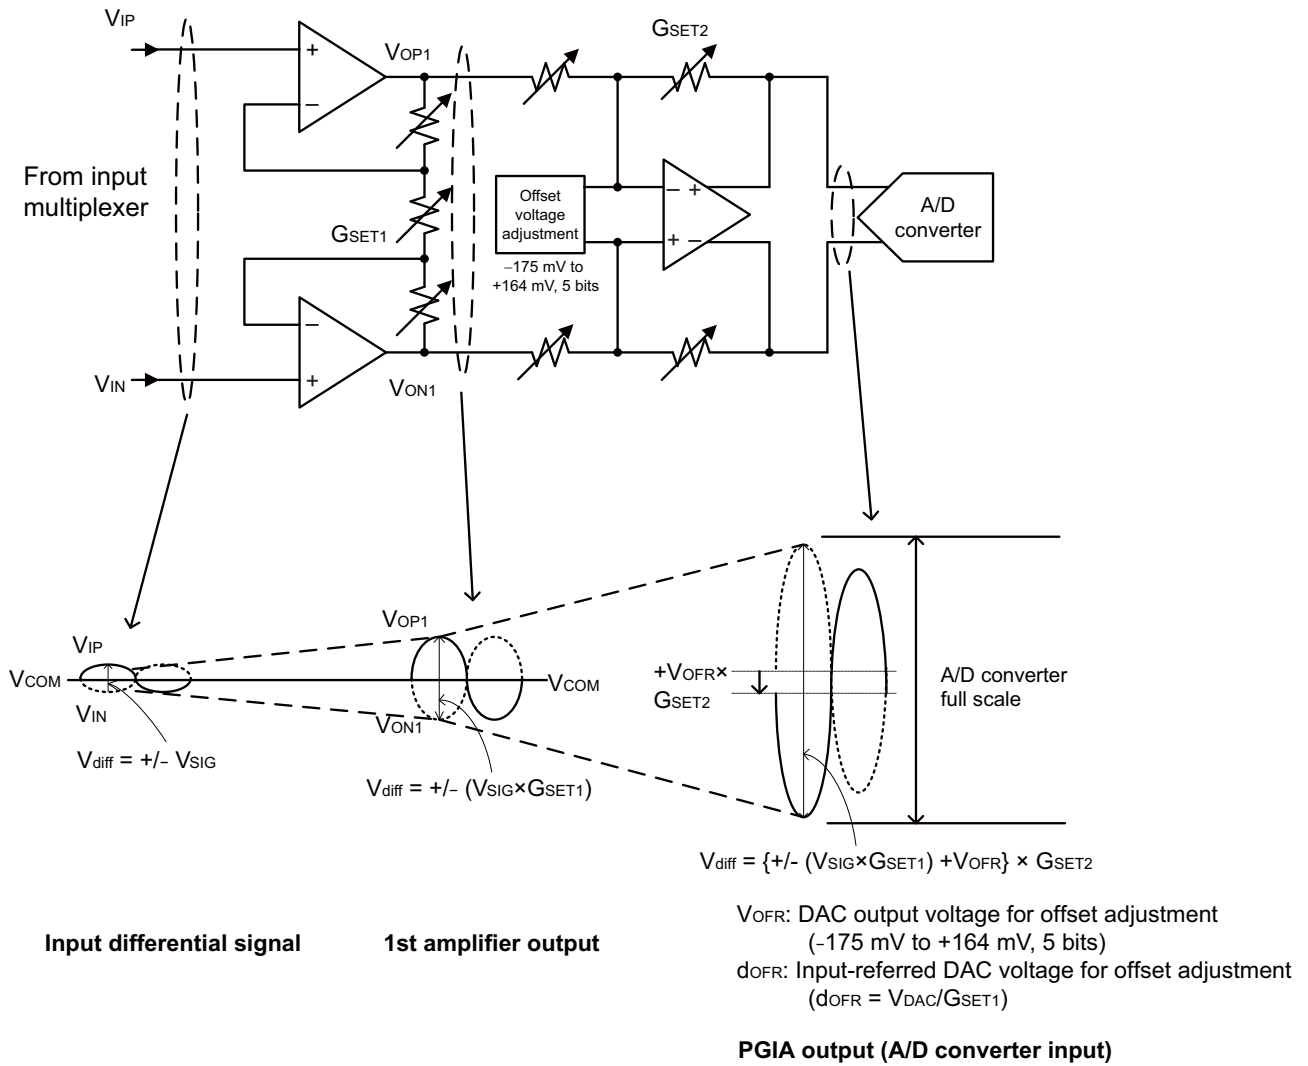 VIP
+
VOP1
GSET2
−
From input
multiplexer
GSET1
Offset
voltage
adjustment
−175 mV to
+164 mV, 5 bits
− +
+ −
A/D
converter
−
+
VIN
VON1
VIP
VCOM
VIN
Vdiff = +/− VSIG
VOP1
VCOM
VON1
Vdiff = +/− (VSIG×GSET1)
+VOFR×
GSET2
A/D converter
full scale
Vdiff = {+/− (VSIG×GSET1) +VOFR} × GSET2
VOFR: DAC output voltage for offset adjustment
(−175 mV to +164 mV, 5 bits)
dOFR: Input-referred DAC voltage for offset adjustment
(dOFR = VDAC/GSET1)
Input differential signal
1st amplifier output
PGIA output (A/D converter input)